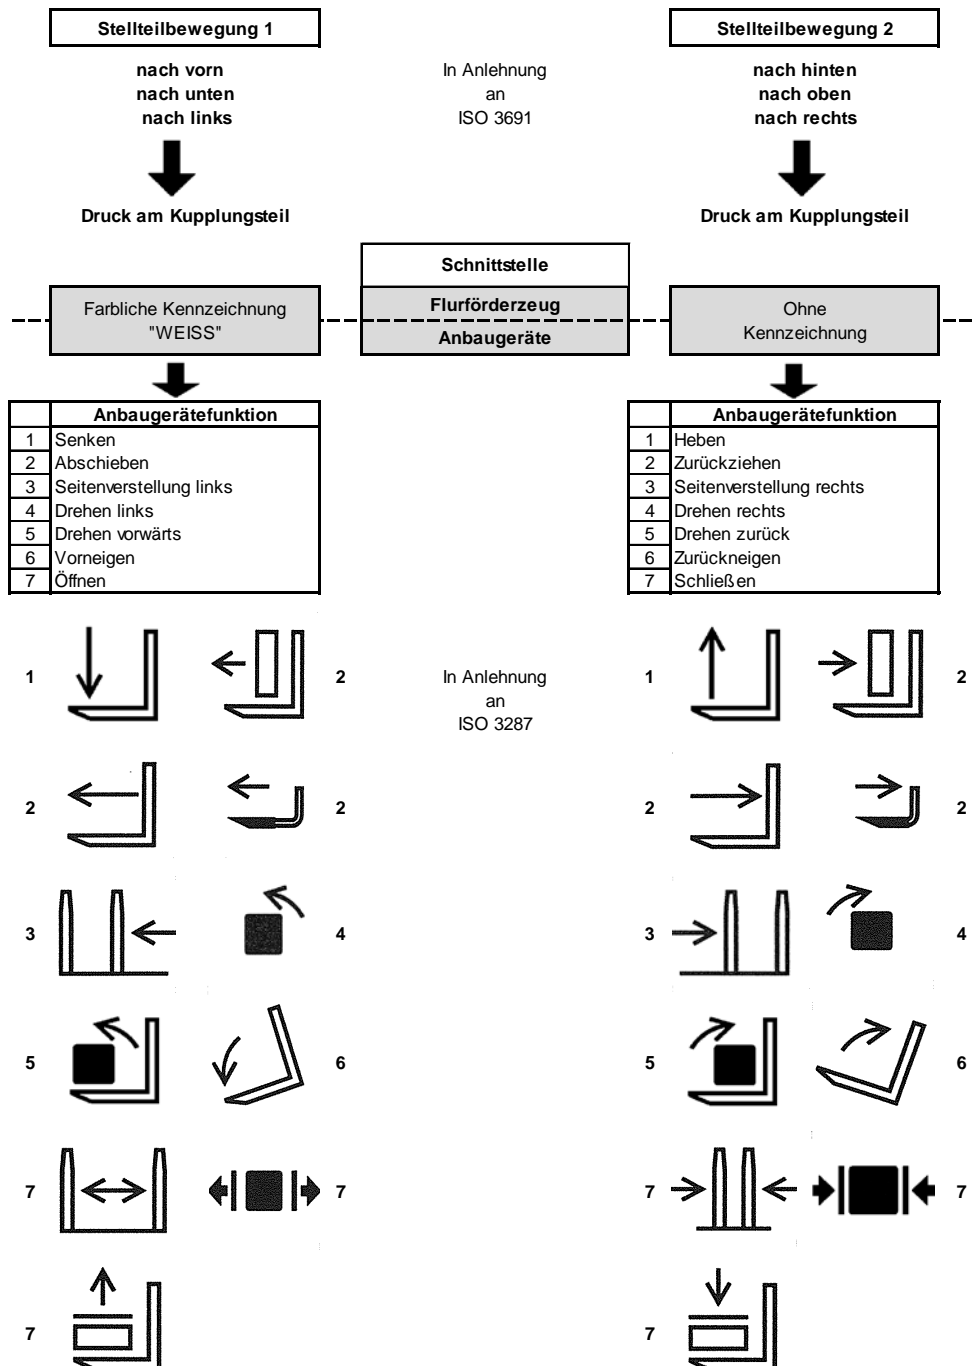 Stellteilbewegung 1
Stellteilbewegung 2
nach vorn
In Anlehnung
nach hinten
nach unten
an
nach oben
nach links
ISO 3691
nach rechts
Druck am Kupplungsteil
Druck am Kupplungsteil
Schnittstelle
Farbliche Kennzeichnung
"WEISS"
Flurförderzeug
Anbaugeräte
Ohne
Kennzeichnung
Anbaugerätefunktion
1 Senken
2 Abschieben
3 Seitenverstellung links
4 Drehen links
5 Drehen vorwärts
6 Vorneigen
7 Öffnen
Anbaugerätefunktion
1 Heben
2 Zurückziehen
3 Seitenverstellung rechts
4 Drehen rechts
5 Drehen zurück
6 Zurückneigen
7 Schließen
1 2
In Anlehnung
an
ISO 3287
1 2
2 2
2 2
3 4
3 4
5 6
5 6
7 7
7 7
7
7